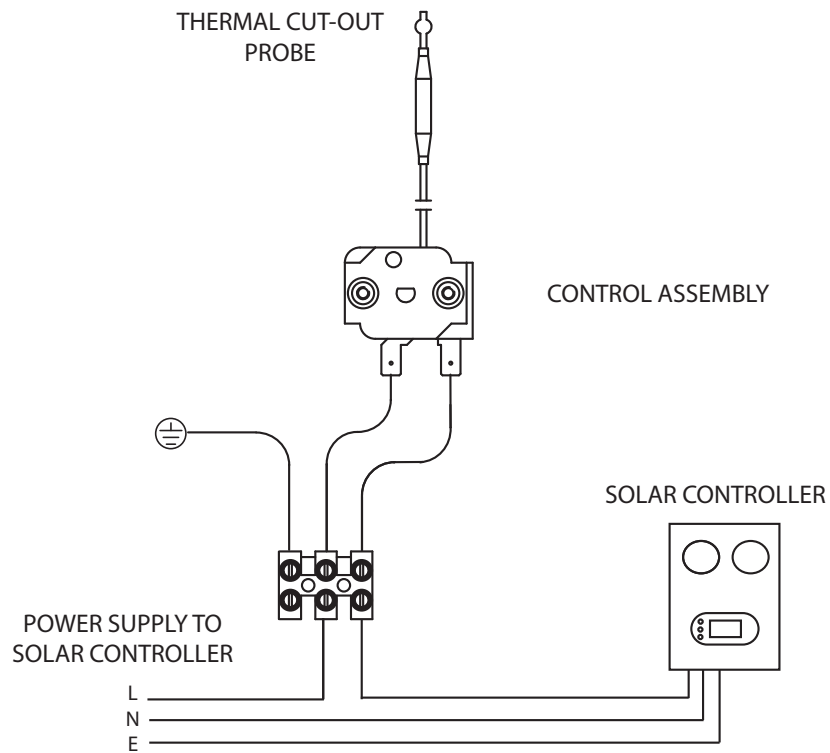 THERMAL CUT-OUT
PROBE
CONTROL ASSEMBLY
SOLAR CONTROLLER
POWER SUPPLY TO
SOLAR CONTROLLER
L
N
E